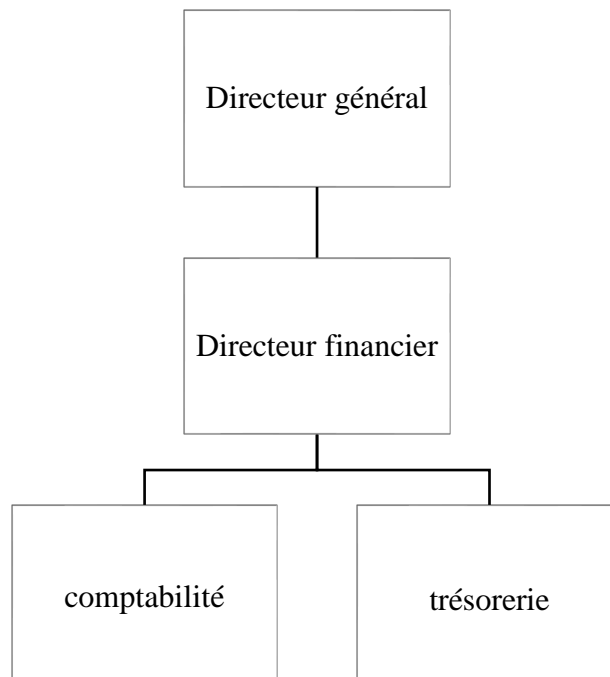 Directeur général
Directeur financier
comptabilité
trésorerie